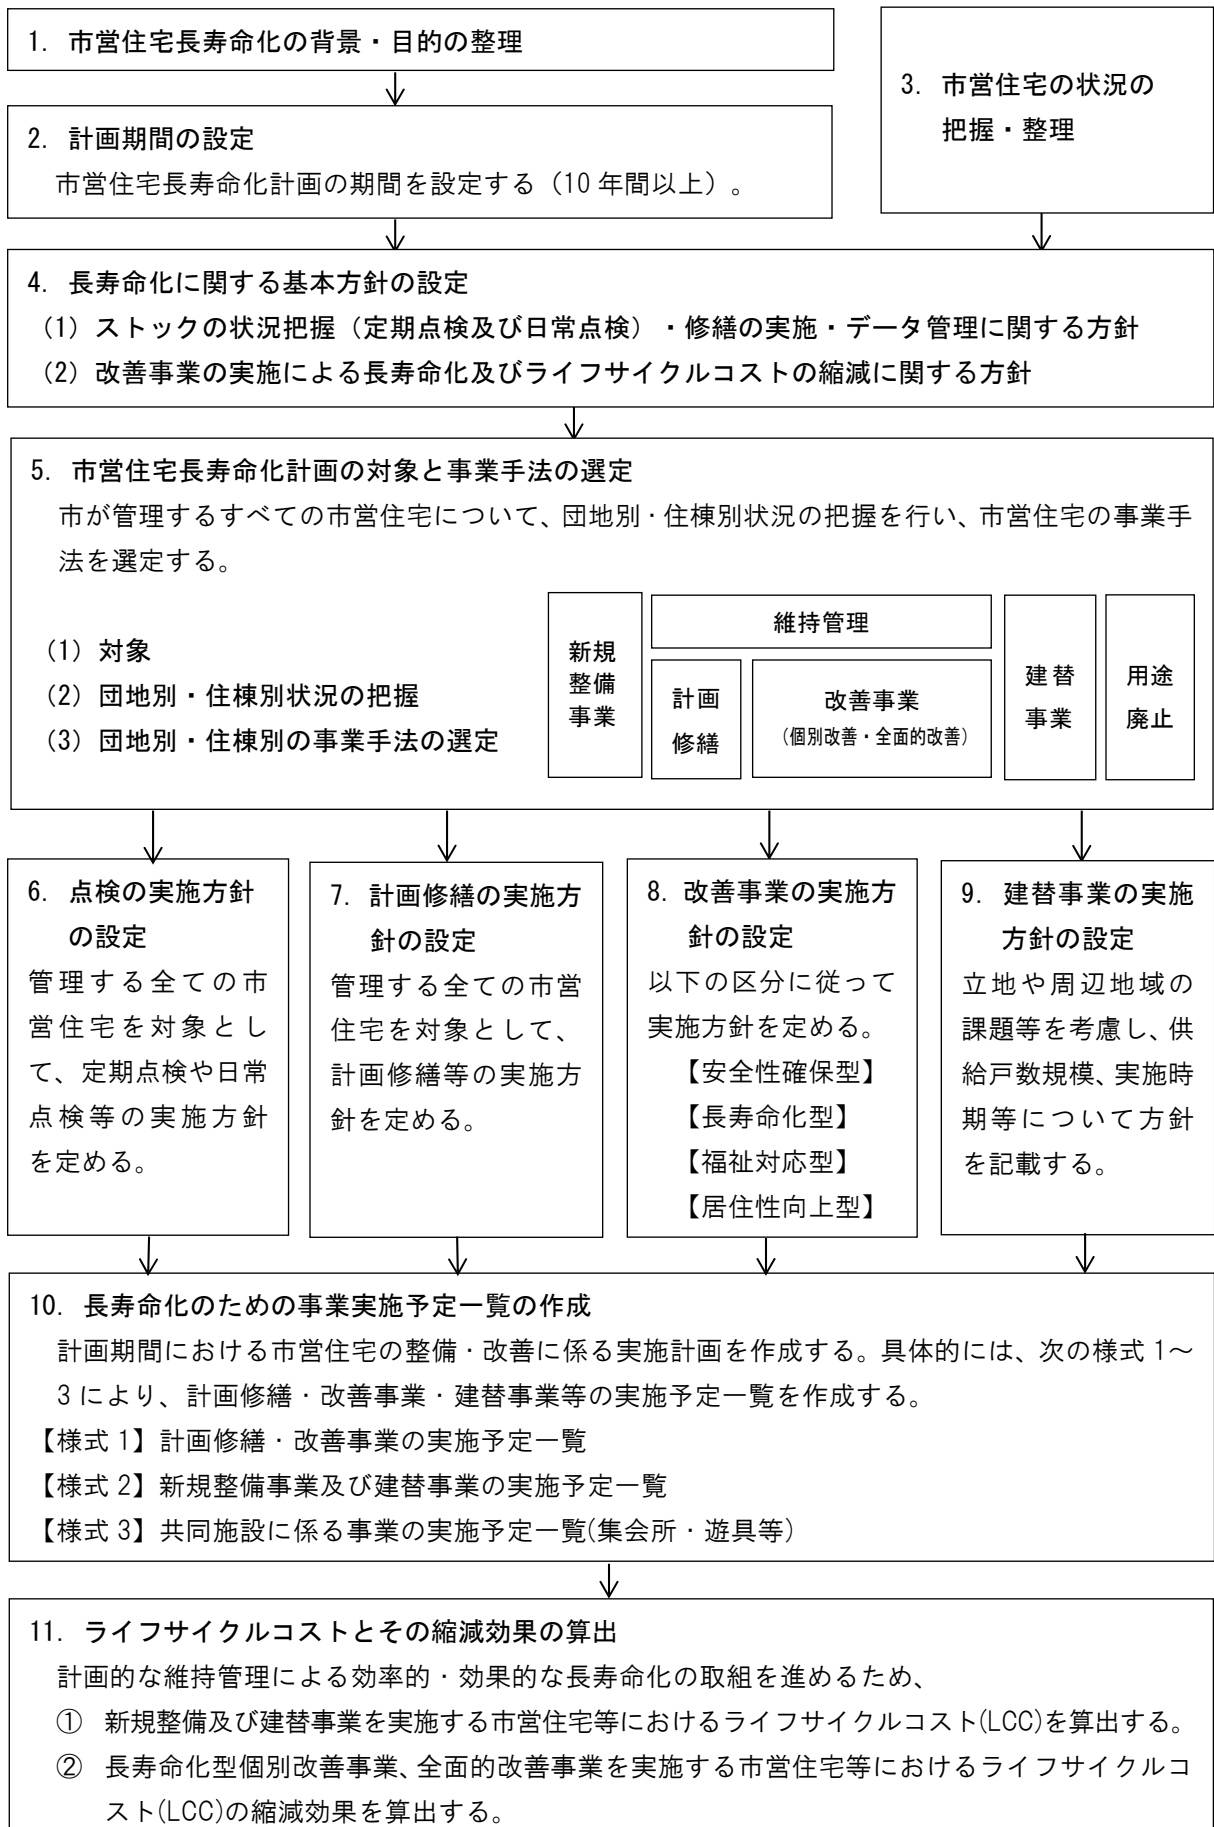 1. 市営住宅長寿命化の背景・目的の整理
2. 計画期間の設定
市営住宅長寿命化計画の期間を設定する（10 年間以上）。
3. 市営住宅の状況の
把握・整理
4. 長寿命化に関する基本方針の設定
（1）ストックの状況把握（定期点検及び日常点検）・修繕の実施・データ管理に関する方針
（2）改善事業の実施による長寿命化及びライフサイクルコストの縮減に関する方針
5. 市営住宅長寿命化計画の対象と事業手法の選定
市が管理するすべての市営住宅について、団地別・住棟別状況の把握を行い、市営住宅の事業手
法を選定する。
（1）対象
（2）団地別・住棟別状況の把握
（3）団地別・住棟別の事業手法の選定
新規
整備
事業
維持管理
計画
修繕
改善事業
（個別改善・全面的改善）
建替
事業
用途
廃止
6. 点検の実施方針
の設定
管理する全ての市
営住宅を対象とし
て、定期点検や日常
点検等の実施方針
を定める。
7. 計画修繕の実施方
針の設定
管理する全ての市営
住宅を対象として、
計画修繕等の実施方
針を定める。
8. 改善事業の実施方
針の設定
以下の区分に従って
実施方針を定める。
【安全性確保型】
【長寿命化型】
【福祉対応型】
【居住性向上型】
9. 建替事業の実施
方針の設定
立地や周辺地域の
課題等を考慮し、供
給戸数規模、実施時
期等について方針
を記載する。
10. 長寿命化のための事業実施予定一覧の作成
計画期間における市営住宅の整備・改善に係る実施計画を作成する。具体的には、次の様式 1～
3 により、計画修繕・改善事業・建替事業等の実施予定一覧を作成する。
【様式 1】計画修繕・改善事業の実施予定一覧
【様式 2】新規整備事業及び建替事業の実施予定一覧
【様式 3】共同施設に係る事業の実施予定一覧(集会所・遊具等)
11. ライフサイクルコストとその縮減効果の算出
計画的な維持管理による効率的・効果的な長寿命化の取組を進めるため、
① 新規整備及び建替事業を実施する市営住宅等におけるライフサイクルコスト(LCC)を算出する。
② 長寿命化型個別改善事業、全面的改善事業を実施する市営住宅等におけるライフサイクルコ
スト(LCC)の縮減効果を算出する。